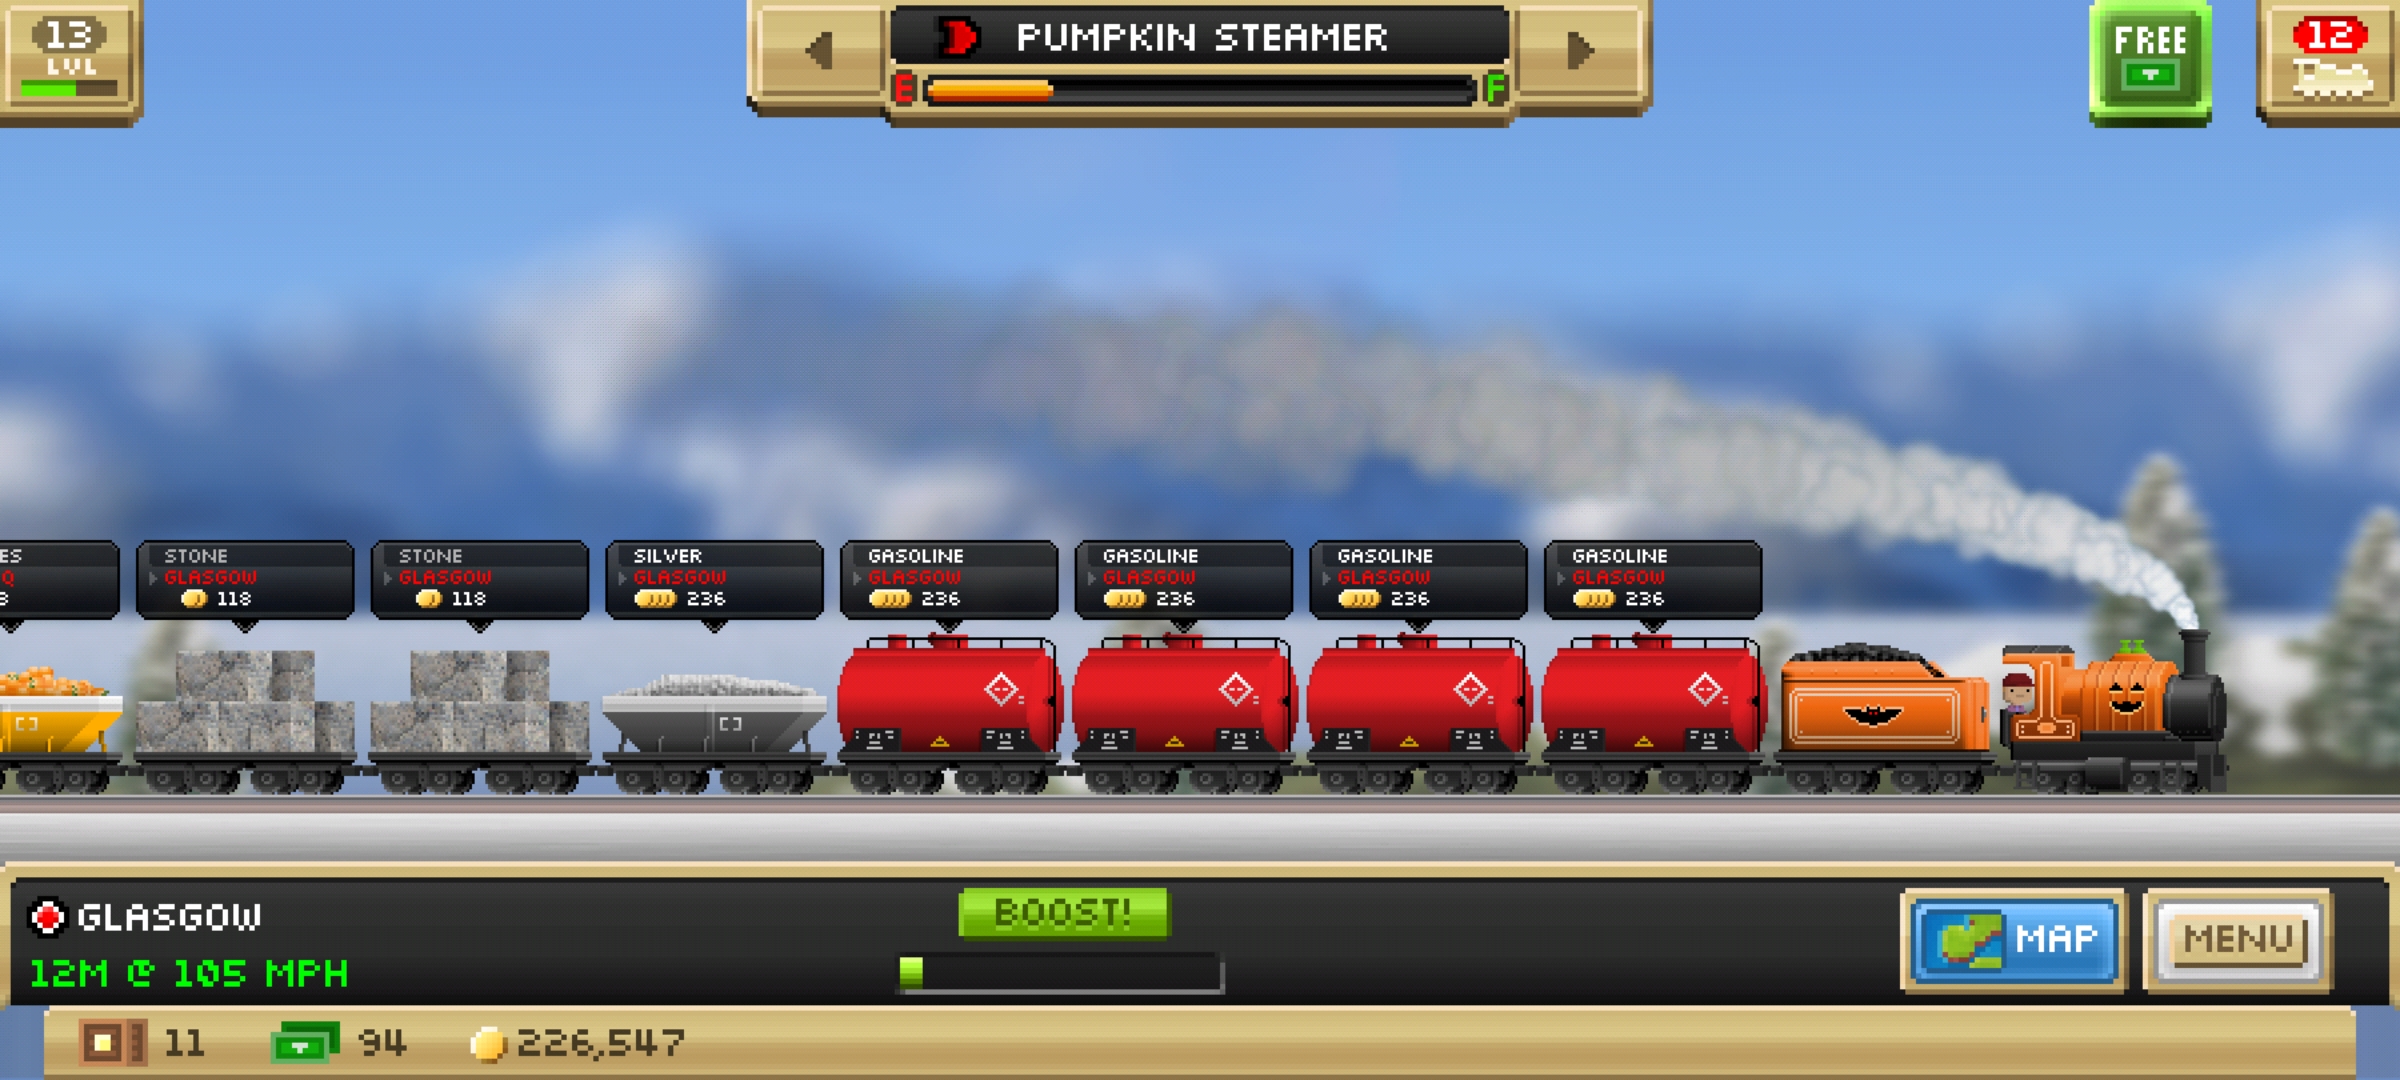 13
LVL
PUMPKIN STEAMER
E F
FREE
12
STONE
GLASGOW
118
STONE
GLASGOW
118
SILVER
GLASGOW
236
GASOLINE
GLASGOW
236
GASOLINE
GLASGOW
236
GASOLINE
GLASGOW
236
GASOLINE
GLASGOW
236
GLASGOW
12M @ 105 MPH
BOOST!
MAP
MENU
11
94
226,547